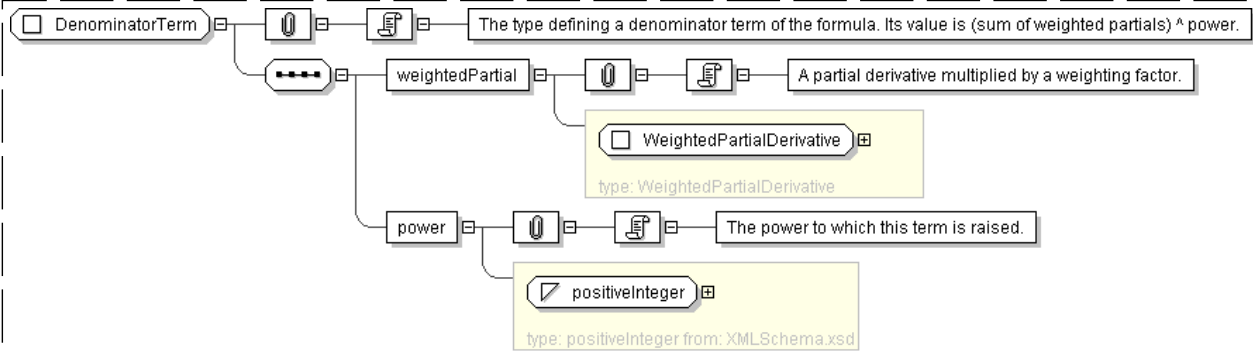 DenominatorTerm
The type defining a denominator term of the formula. Its value is (sum of weighted partials) ^ power.
weightedPartial
A partial derivative multiplied by a weighting factor.
WeightedPartialDerivative
type: WeightedPartialDerivative
power
The power to which this term is raised.
positiveInteger
type: positiveInteger from: XMLSchema.xsd